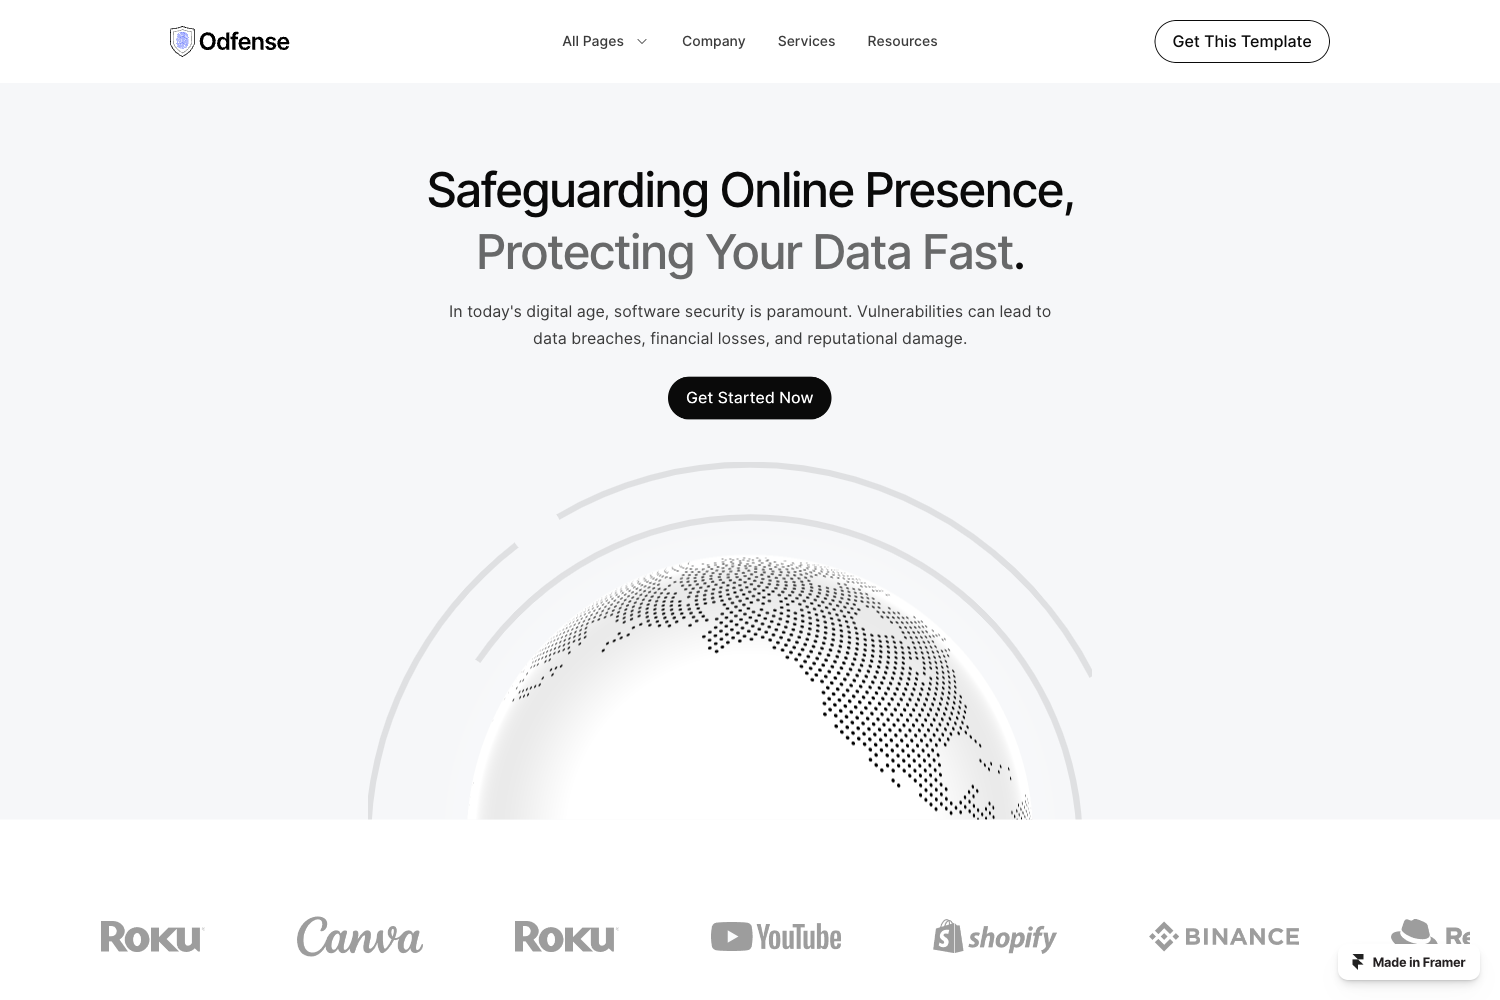 Odfense
All Pages
Company
Services
Resources
Get This Template
Safeguarding Online Presence,
Protecting Your Data Fast.
In today's digital age, software security is paramount. Vulnerabilities can lead to
data breaches, financial losses, and reputational damage.
Get Started Now
Roku
Canva
Roku
YouTube
shopify
BINANCE
Re
Made in Framer